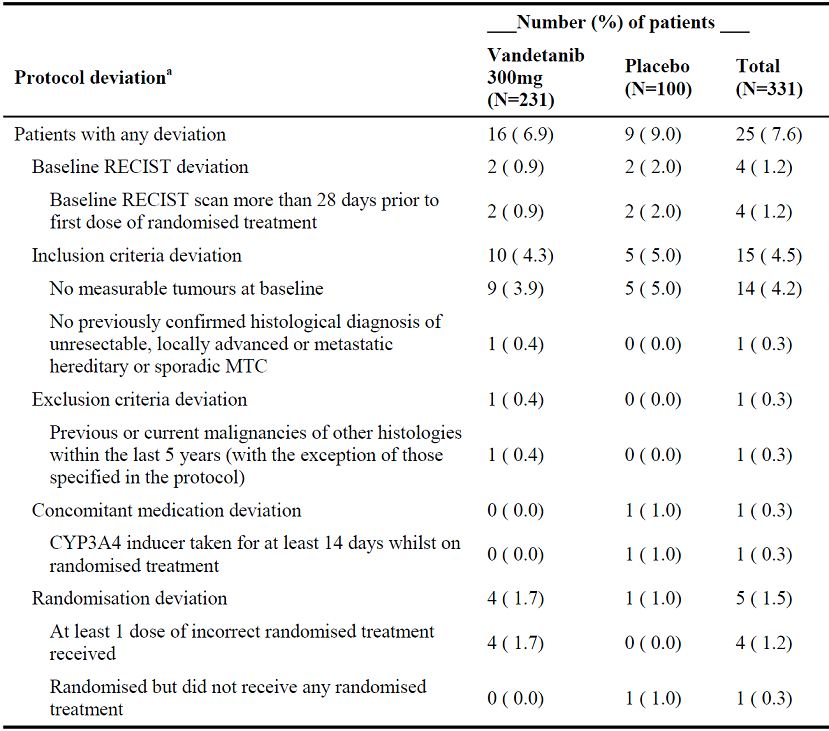 ___Number (%) of patients ___
Protocol deviationa Vandetanib 300mg (N=231) Placebo (N=100) Total (N=331)
Patients with any deviation 16 ( 6.9) 9 ( 9.0) 25 ( 7.6)
Baseline RECIST deviation 2 ( 0.9) 2 ( 2.0) 4 ( 1.2)
Baseline RECIST scan more than 28 days prior to
first dose of randomised treatment 2 ( 0.9) 2 ( 2.0) 4 ( 1.2)
Inclusion criteria deviation 10 ( 4.3) 5 ( 5.0) 15 ( 4.5)
No measurable tumours at baseline 9 ( 3.9) 5 ( 5.0) 14 ( 4.2)
No previously confirmed histological diagnosis of
unresectable, locally advanced or metastatic
hereditary or sporadic MTC 1 ( 0.4) 0 ( 0.0) 1 ( 0.3)
Exclusion criteria deviation 1 ( 0.4) 0 ( 0.0) 1 ( 0.3)
Previous or current malignancies of other histologies
within the last 5 years (with the exception of those
specified in the protocol) 1 ( 0.4) 0 ( 0.0) 1 ( 0.3)
Concomitant medication deviation 0 ( 0.0) 1 ( 1.0) 1 ( 0.3)
CYP3A4 inducer taken for at least 14 days whilst on
randomised treatment 0 ( 0.0) 1 ( 1.0) 1 ( 0.3)
Randomisation deviation 4 ( 1.7) 1 ( 1.0) 5 ( 1.5)
At least 1 dose of incorrect randomised treatment
received 4 ( 1.7) 0 ( 0.0) 4 ( 1.2)
Randomised but did not receive any randomised
treatment 0 ( 0.0) 1 ( 1.0) 1 ( 0.3)